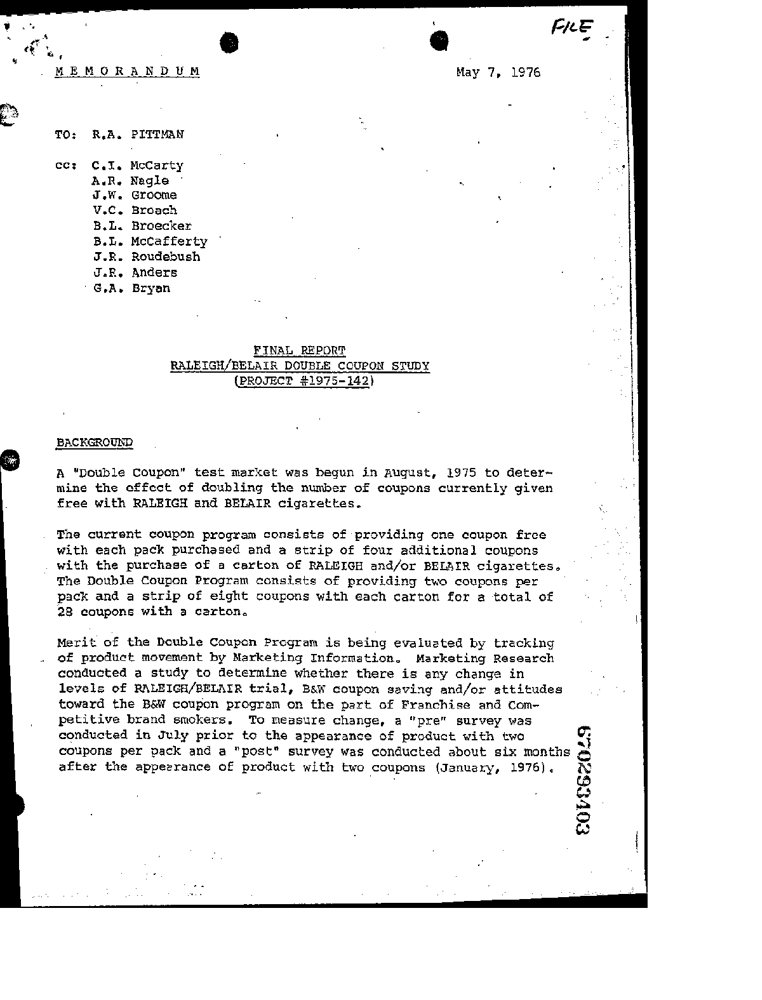 FILE
MEMORANDUM
May 7, 1976
TO: R.A. PITTMAN
cc: C.I. McCarty
A.R. Nagle
J.W. Groome
V.C. Broach
B.L. Broecker
B.L. McCafferty
J.R. Roudebush
J.R. Anders
G.A. Bryan
FINAL REPORT
RALEIGH/BELAIR DOUBLE COUPON STUDY
(PROJECT #1975-142)
BACKGROUND
A "Double Coupon" test market was begun in August, 1975 to deter-
mine the effect of doubling the number of coupons currently given
free with RALEIGH and BELAIR cigarettes.
The current coupon program consists of providing one coupon free
with each pack purchased and a strip of four additional coupons
with the purchase of a carton of RALEIGH and/or BELAIR cigarettes.
The Double Coupon Program consists of providing two coupons per
pack and a strip of eight coupons with each carton for a total of
28 coupons with a carton.
Merit of the Double Coupon Program is being evaluated by tracking
of product movement by Marketing Information. Marketing Research
conducted a study to determine whether there is any change in
levels of RALEIGH/BELAIR trial, B&W coupon saving and/or attitudes
toward the B&W coupon program on the part of Franchise and Com-
petitive brand smokers. To measure change, a "pre" survey was
conducted in July prior to the appearance of product with two
coupons per pack and a "post" survey was conducted about six months
after the appearance of product with two coupons (January, 1976).
670293403